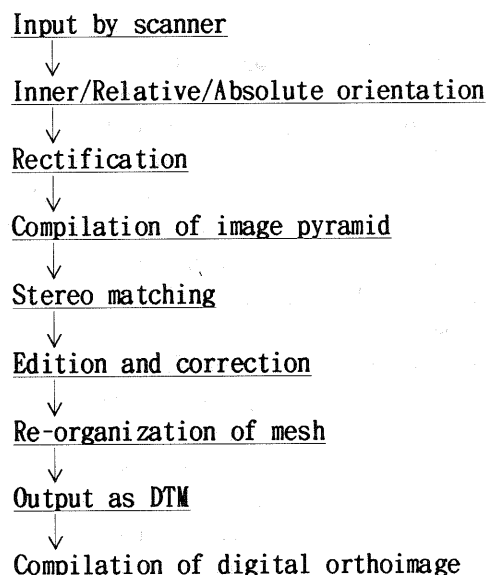 Input by scanner
Inner/Relative/Absolute orientation
Rectification
Compilation of image pyramid
Stereo matching
Edition and correction
Re-organization of mesh
Output as DTM
Compilation of digital orthoimage